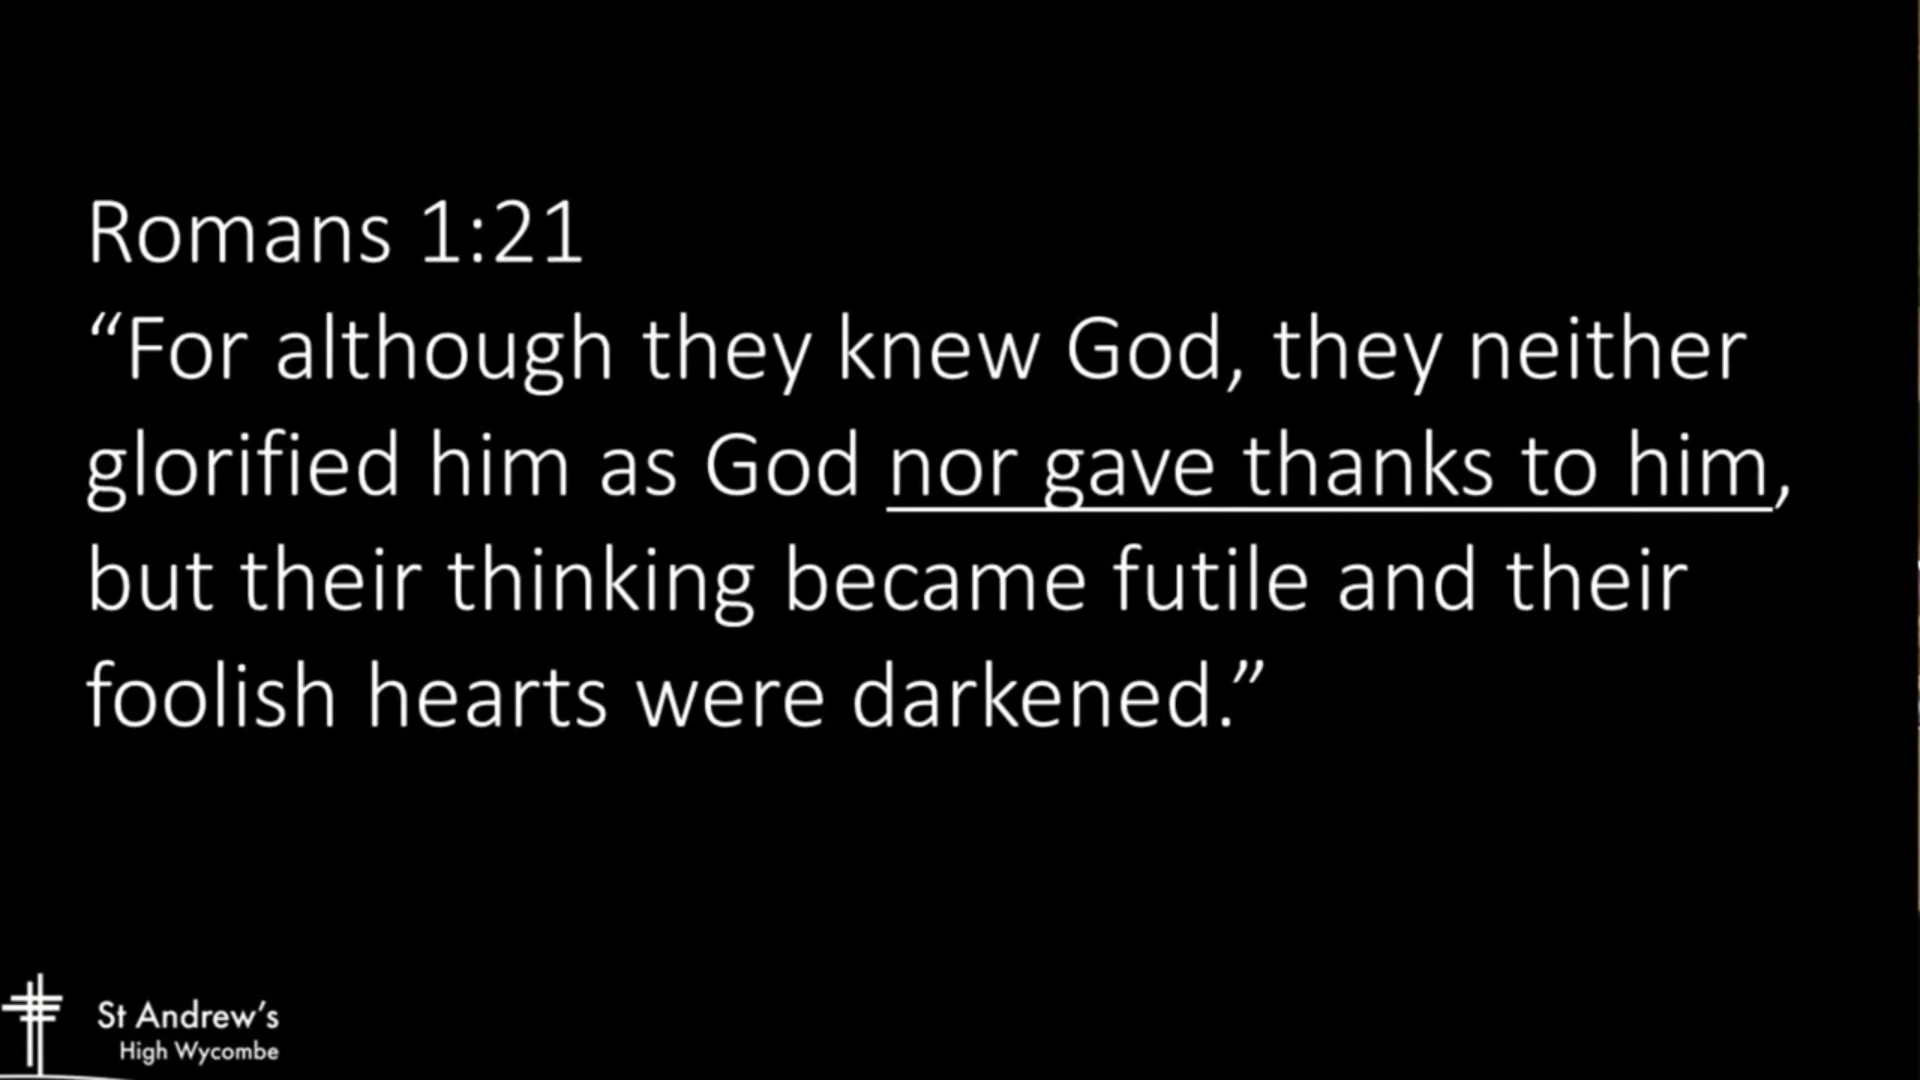 Romans 1:21
“For although they knew God, they neither
glorified him as God nor gave thanks to him,
but their thinking became futile and their
foolish hearts were darkened.”
St Andrew’s
High Wycombe